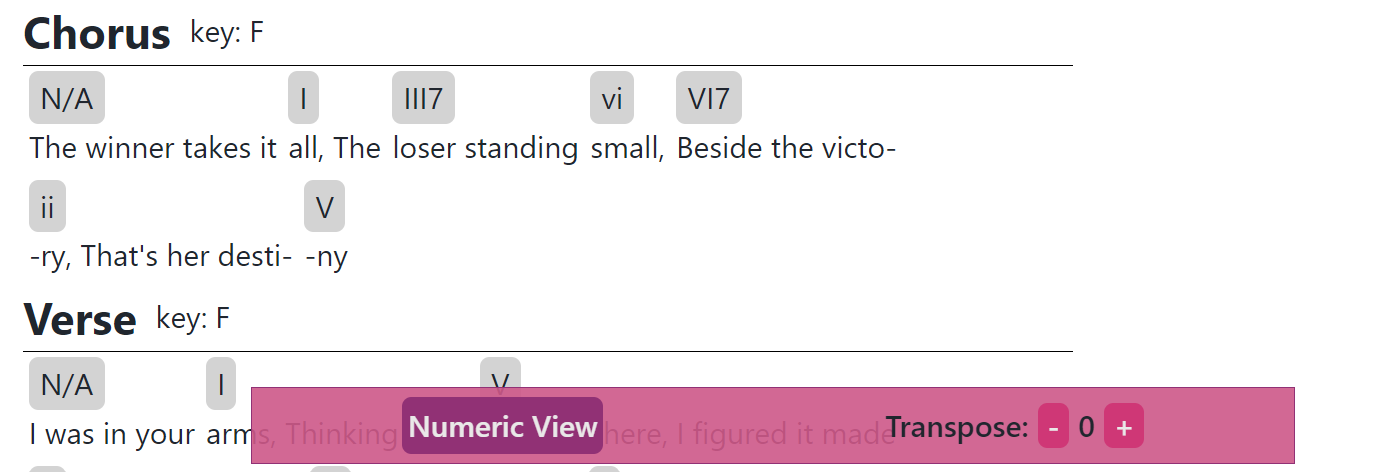 Chorus key: F
N/A I III7 vi VI7
The winner takes it all, The loser standing small, Beside the victo-
ii V
-ry, That's her desti- -ny
Verse key: F
N/A I V
I was in your arms, Thinking here, I figured it made
Numeric View Transpose: - 0 +